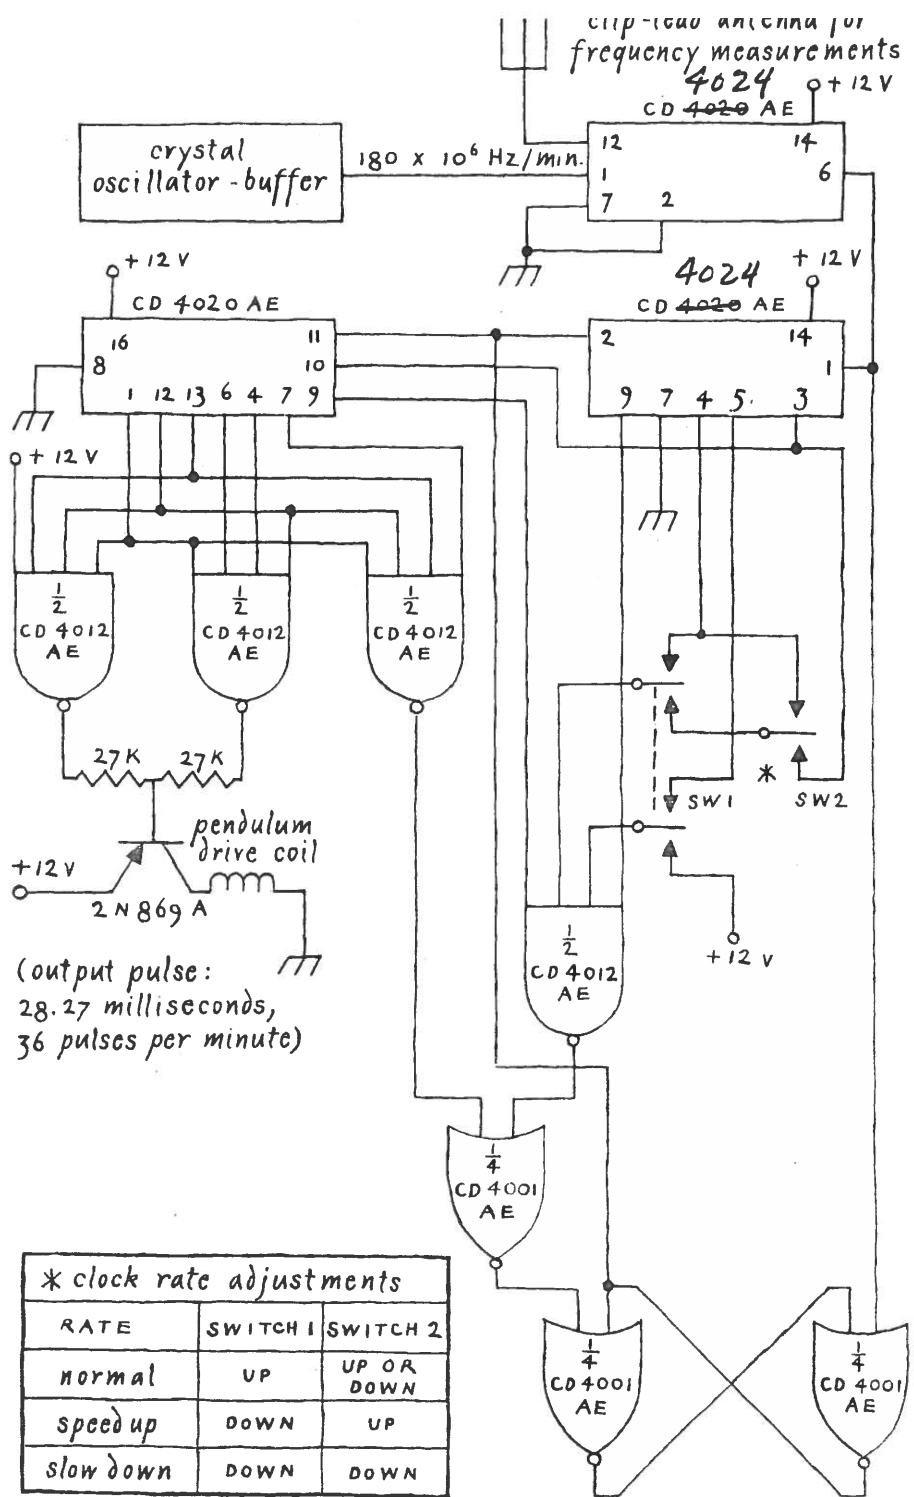 clip-lead antenna for
frequency measurements
4024
CD 4020 AE
+ 12 V
crystal
oscillator - buffer
180 x 10⁶ Hz/min.
12
14
1
6
7
2
+ 12 V
CD 4020 AE
16
11
8
10
1 12 13 6 4 7 9
4024
CD 4020 AE
+ 12 V
2
14
1
9 7 4 5 3
+ 12 V
1/2
CD 4012
AE
1/2
CD 4012
AE
1/2
CD 4012
AE
27K
27K
pendulum
drive coil
+12 V
2N869A
(output pulse:
28.27 milliseconds,
36 pulses per minute)
SW1
*
SW2
+12 V
1/2
CD 4012
AE
1/4
CD 4001
AE
1/4
CD 4001
AE
1/4
CD 4001
AE
* clock rate adjustments
RATE SWITCH 1 SWITCH 2
normal UP UP OR DOWN
speed up DOWN UP
slow down DOWN DOWN